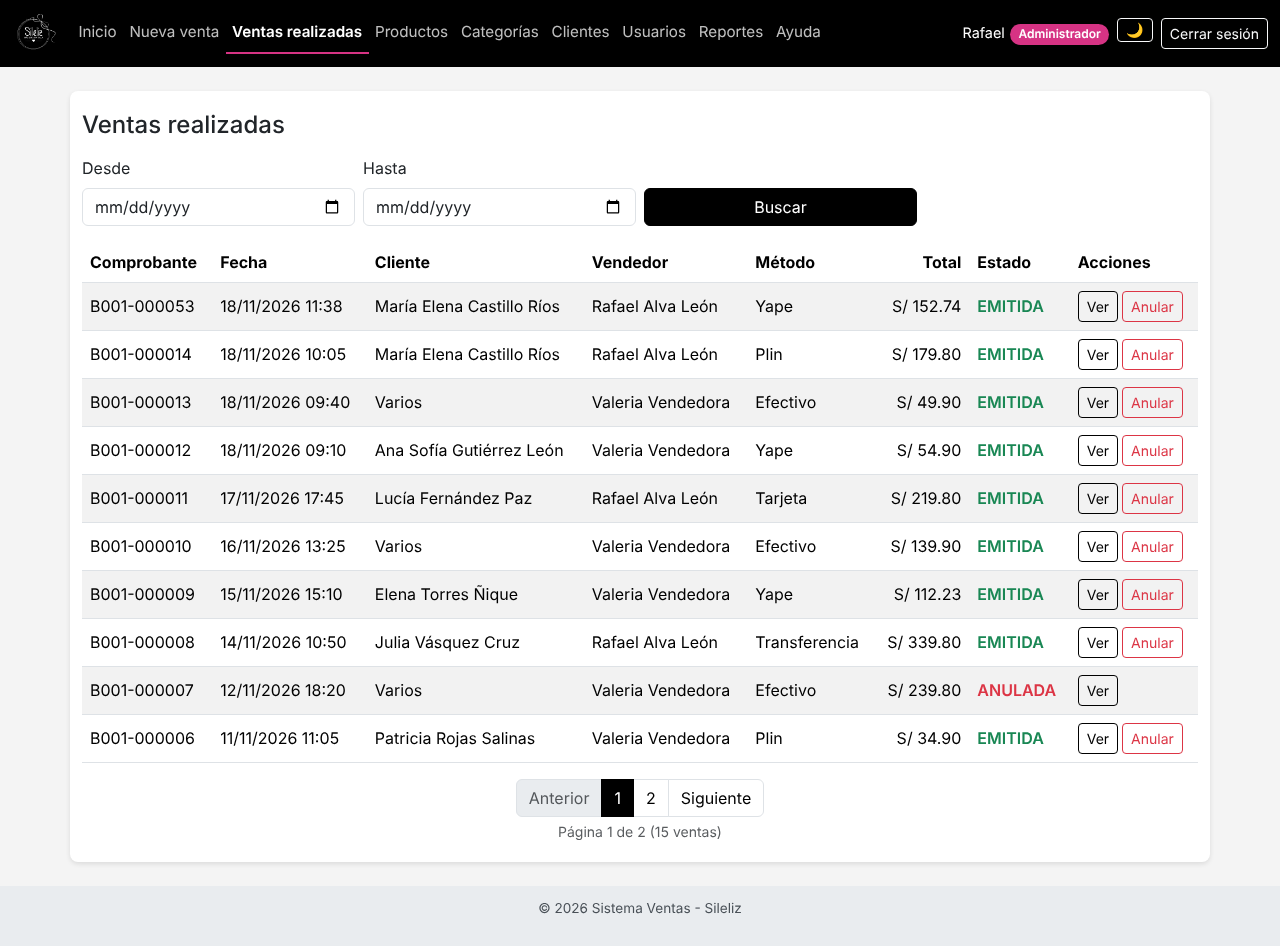 Sileliz
Inicio Nueva venta Ventas realizadas Productos Categorías Clientes Usuarios Reportes Ayuda Rafael Administrador Cerrar sesión
Ventas realizadas
Desde Hasta
mm/dd/yyyy mm/dd/yyyy Buscar
Comprobante Fecha Cliente Vendedor Método Total Estado Acciones
B001-000053 18/11/2026 11:38 María Elena Castillo Ríos Rafael Alva León Yape S/ 152.74 EMITIDA Ver Anular
B001-000014 18/11/2026 10:05 María Elena Castillo Ríos Rafael Alva León Plin S/ 179.80 EMITIDA Ver Anular
B001-000013 18/11/2026 09:40 Varios Valeria Vendedora Efectivo S/ 49.90 EMITIDA Ver Anular
B001-000012 18/11/2026 09:10 Ana Sofía Gutiérrez León Valeria Vendedora Yape S/ 54.90 EMITIDA Ver Anular
B001-000011 17/11/2026 17:45 Lucía Fernández Paz Rafael Alva León Tarjeta S/ 219.80 EMITIDA Ver Anular
B001-000010 16/11/2026 13:25 Varios Valeria Vendedora Efectivo S/ 139.90 EMITIDA Ver Anular
B001-000009 15/11/2026 15:10 Elena Torres Ñique Valeria Vendedora Yape S/ 112.23 EMITIDA Ver Anular
B001-000008 14/11/2026 10:50 Julia Vásquez Cruz Rafael Alva León Transferencia S/ 339.80 EMITIDA Ver Anular
B001-000007 12/11/2026 18:20 Varios Valeria Vendedora Efectivo S/ 239.80 ANULADA Ver
B001-000006 11/11/2026 11:05 Patricia Rojas Salinas Valeria Vendedora Plin S/ 34.90 EMITIDA Ver Anular
Anterior 1 2 Siguiente
Página 1 de 2 (15 ventas)
© 2026 Sistema Ventas - Sileliz